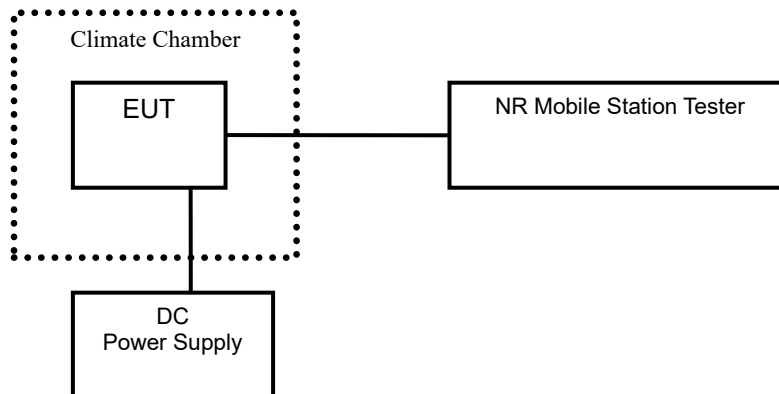 Climate Chamber
EUT
NR Mobile Station Tester
DC
Power Supply